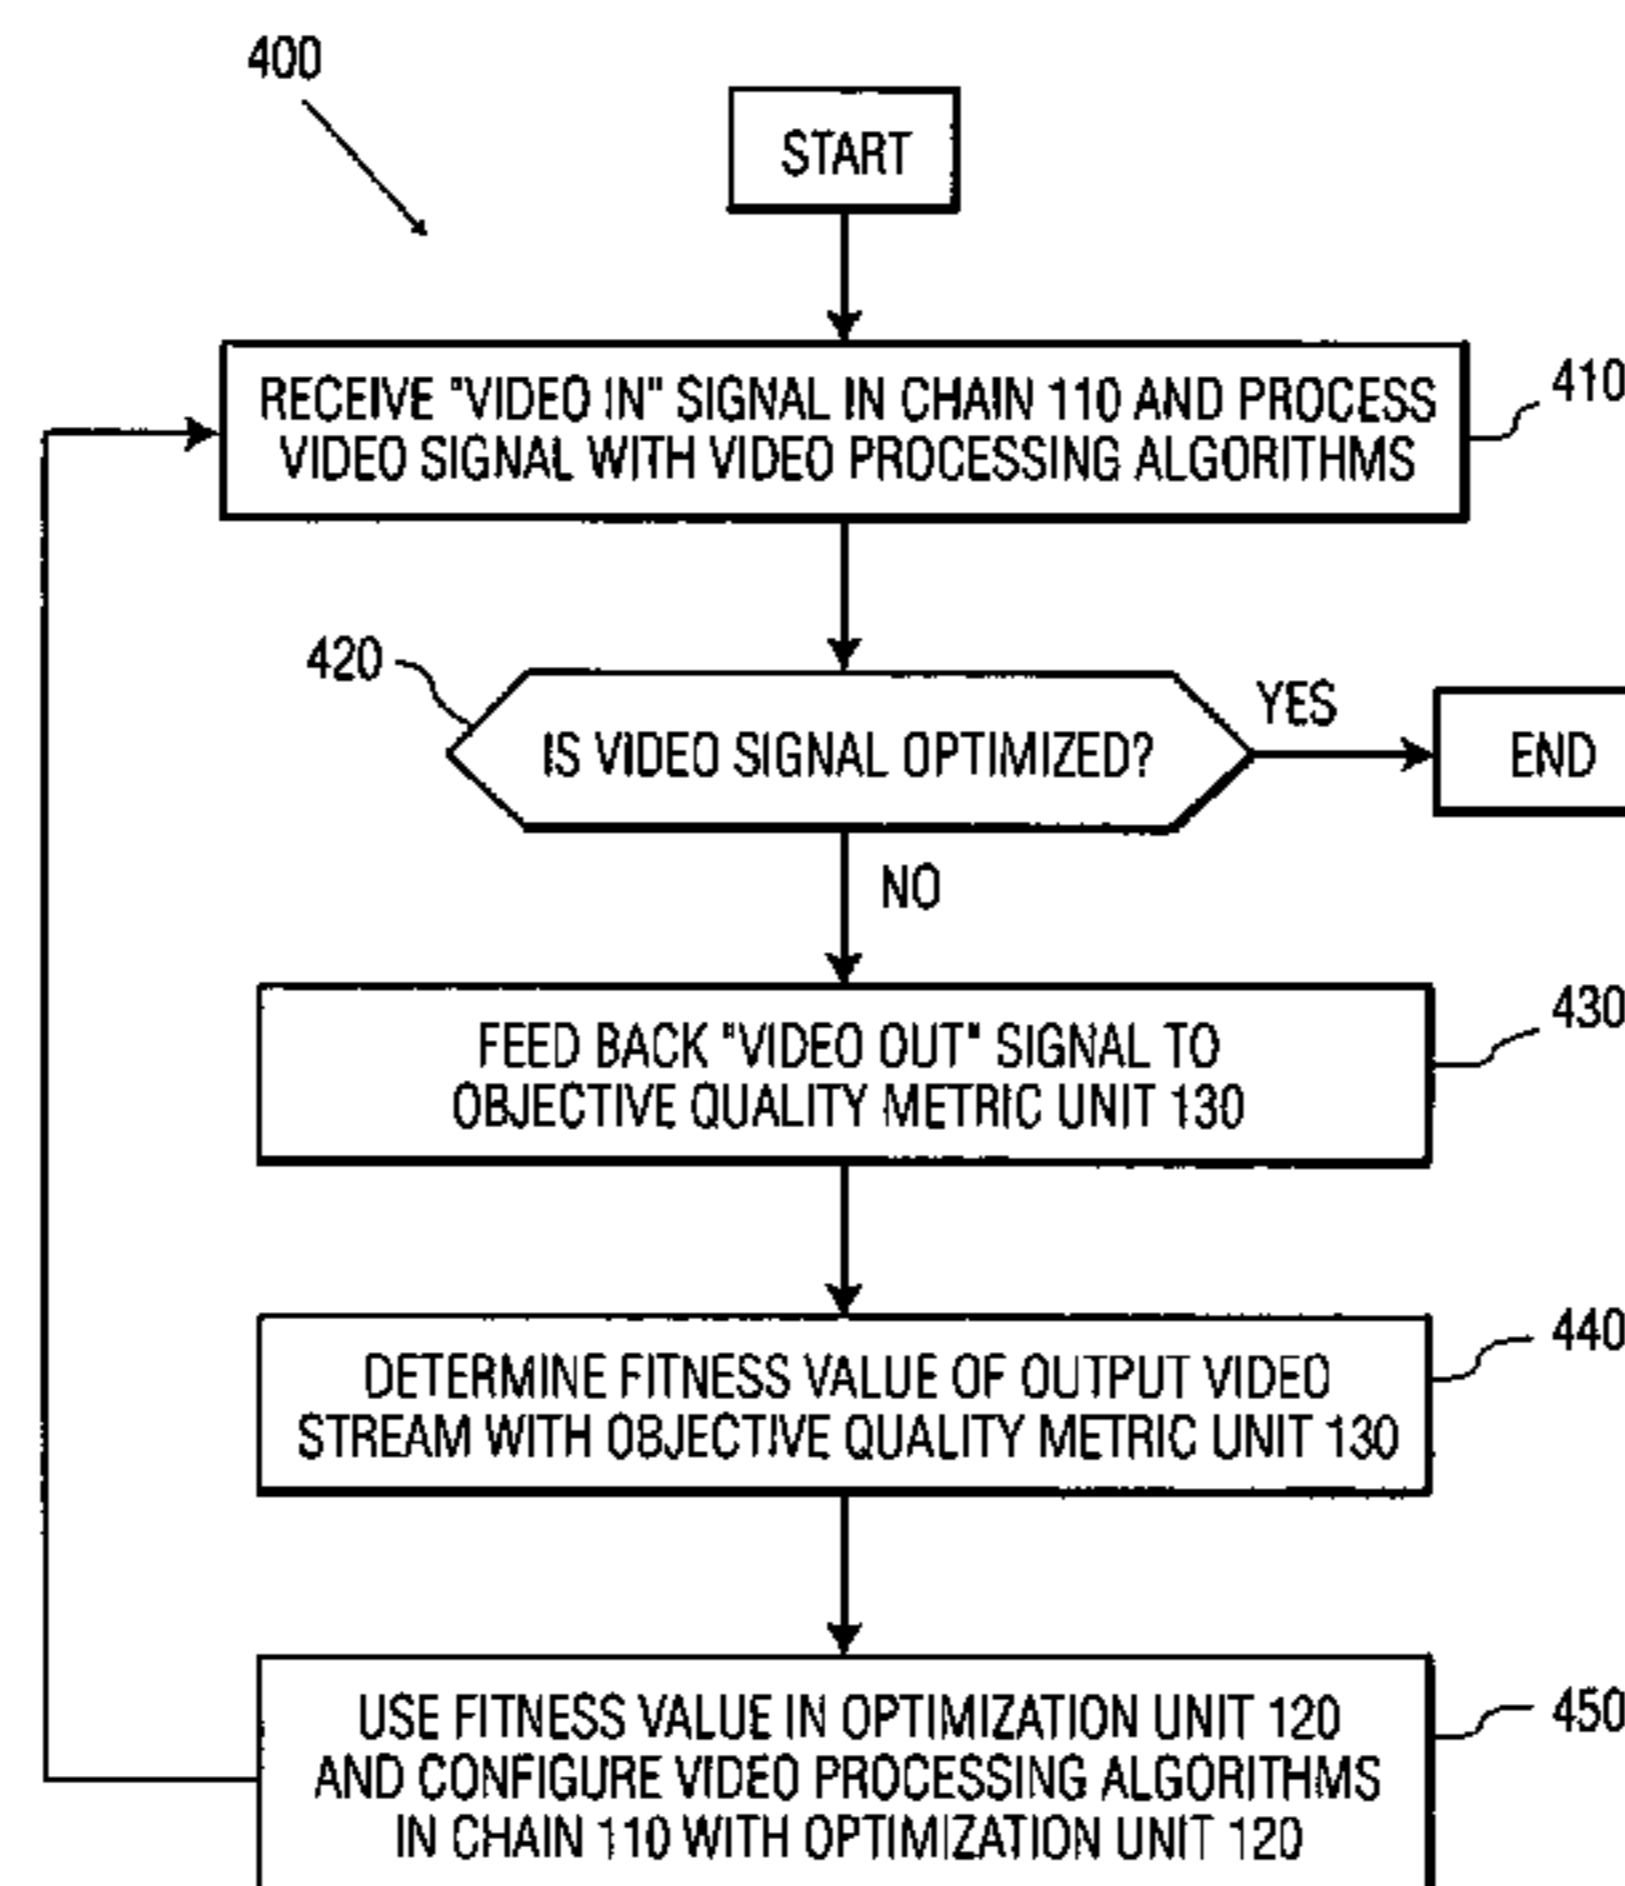 400
START
RECEIVE "VIDEO IN" SIGNAL IN CHAIN 110 AND PROCESS
VIDEO SIGNAL WITH VIDEO PROCESSING ALGORITHMS
410
420
IS VIDEO SIGNAL OPTIMIZED?
YES
END
NO
FEED BACK "VIDEO OUT" SIGNAL TO
OBJECTIVE QUALITY METRIC UNIT 130
430
DETERMINE FITNESS VALUE OF OUTPUT VIDEO
STREAM WITH OBJECTIVE QUALITY METRIC UNIT 130
440
USE FITNESS VALUE IN OPTIMIZATION UNIT 120
AND CONFIGURE VIDEO PROCESSING ALGORITHMS
IN CHAIN 110 WITH OPTIMIZATION UNIT 120
450